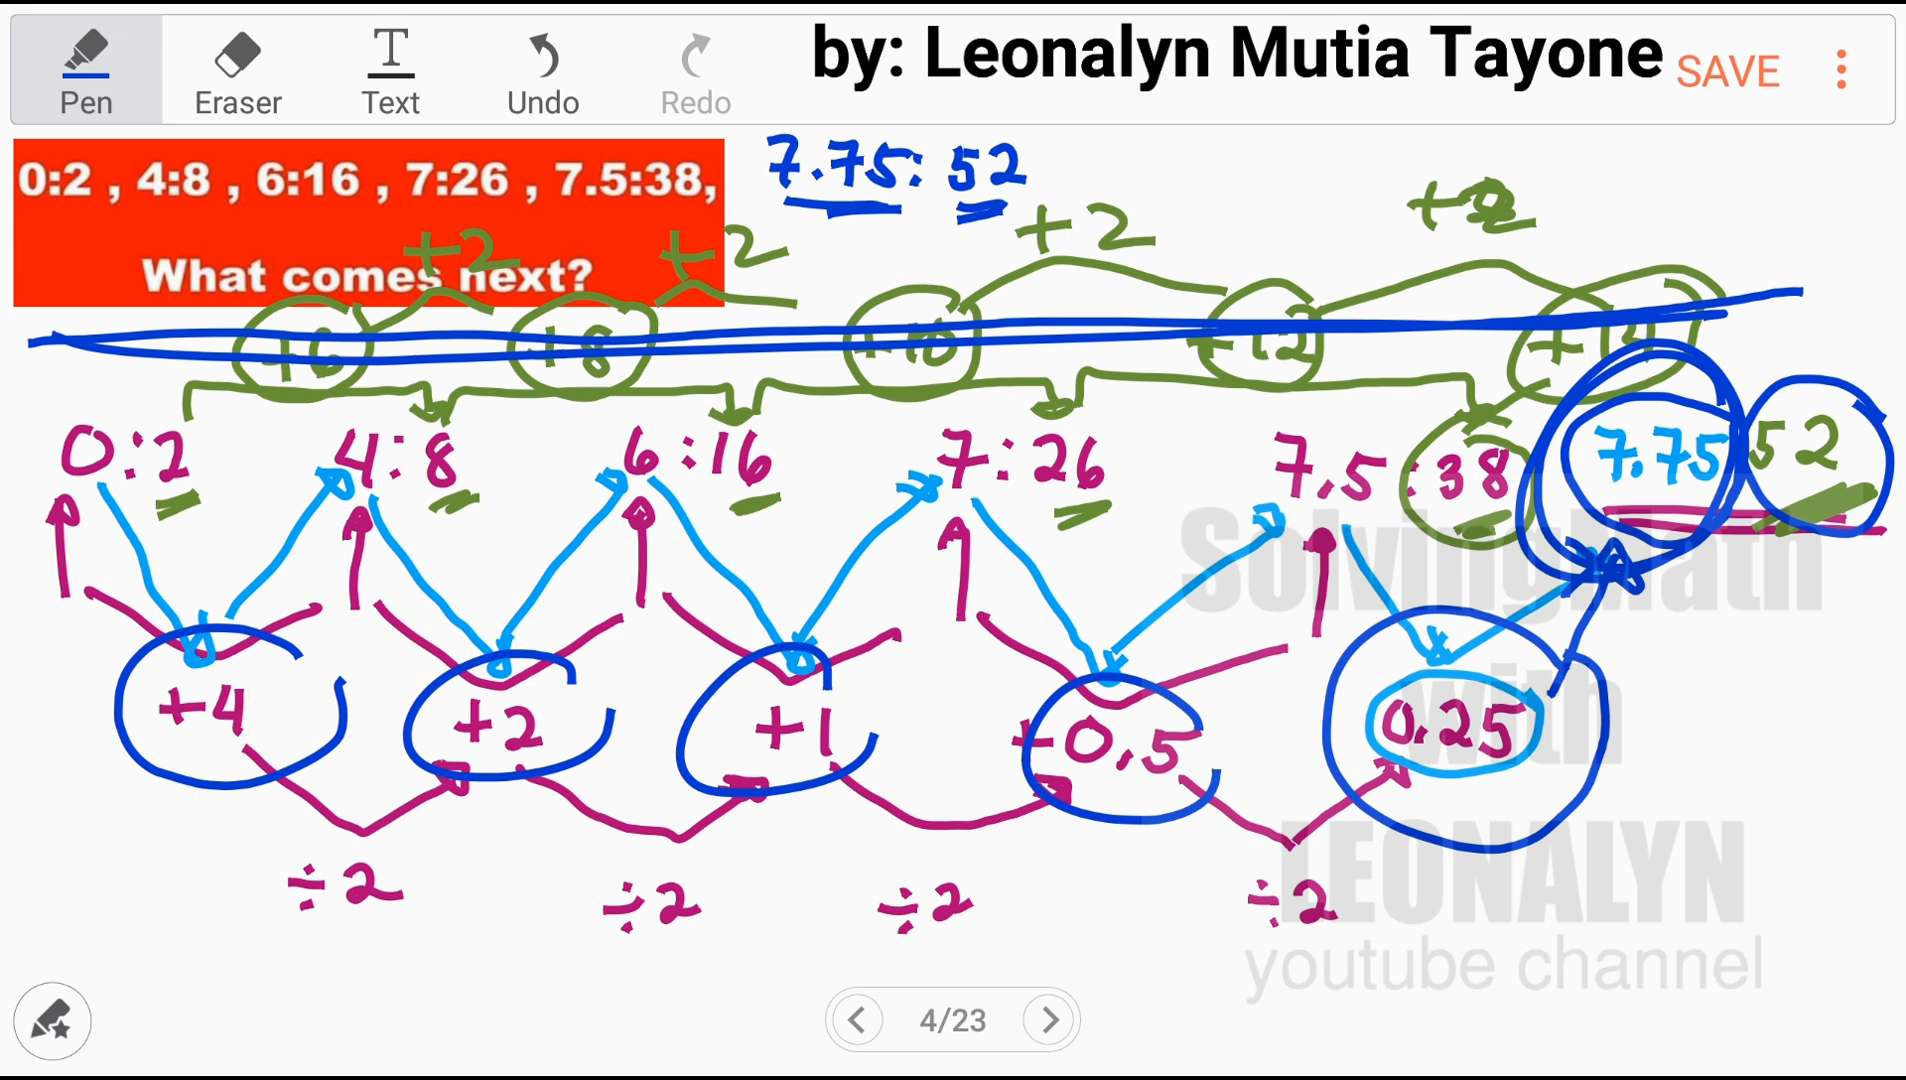 by: Leonalyn Mutia Tayone
SAVE
Pen Eraser Text Undo Redo
0:2 , 4:8 , 6:16 , 7:26 , 7.5:38,
What comes next?
7.75: 52
+2 +2 +2 +2
+6 +8 +10 +12 +14
0:2 4:8 6:16 7:26 7.5:38 7.75 52
SolvingMath
with
+4 +2 +1 +0.5 0.25
÷2 ÷2 ÷2 ÷2
LEONALYN
youtube channel
4/23